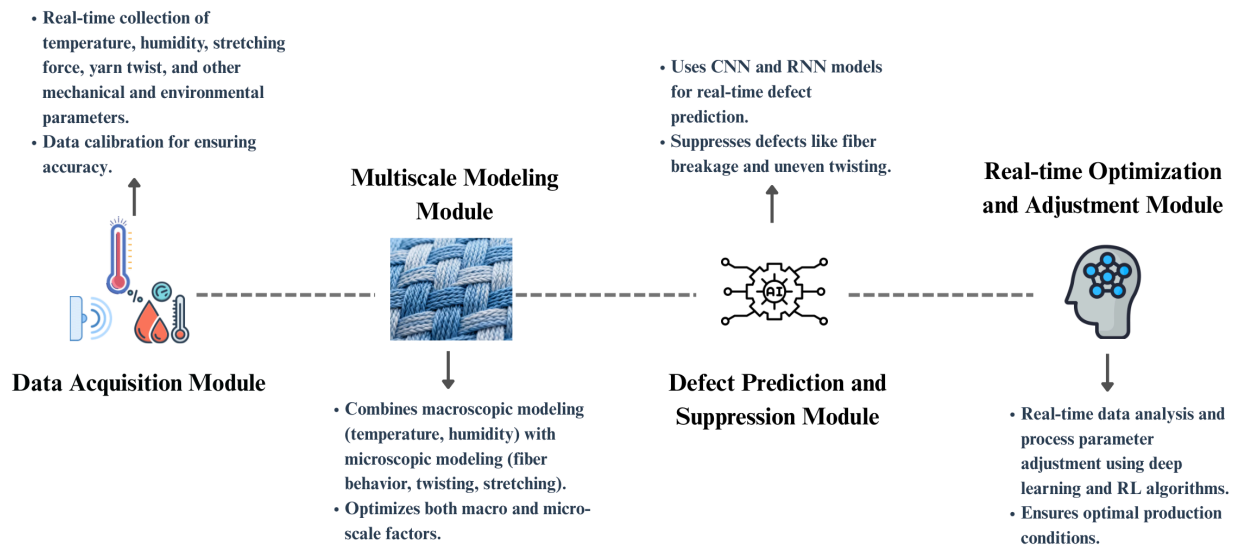 • Real-time collection of
temperature, humidity, stretching
force, yarn twist, and other
mechanical and environmental
parameters.
• Data calibration for ensuring
accuracy.
%
Data Acquisition Module
Multiscale Modeling
Module
• Combines macroscopic modeling
(temperature, humidity) with
microscopic modeling (fiber
behavior, twisting, stretching).
• Optimizes both macro and micro-
scale factors.
• Uses CNN and RNN models
for real-time defect
prediction.
• Suppresses defects like fiber
breakage and uneven twisting.
AI
Defect Prediction and
Suppression Module
Real-time Optimization
and Adjustment Module
• Real-time data analysis and
process parameter
adjustment using deep
learning and RL algorithms.
• Ensures optimal production
conditions.